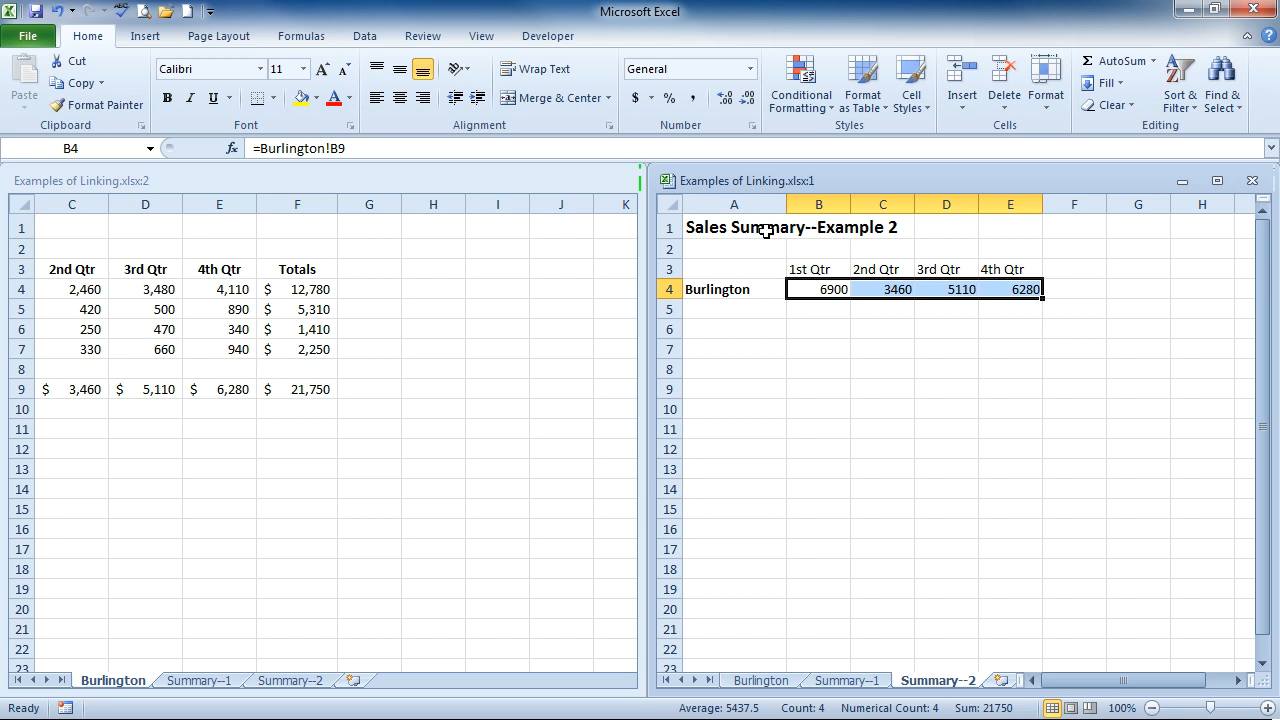 Microsoft Excel
File Home Insert Page Layout Formulas Data Review View Developer
Paste Cut Copy Format Painter Clipboard
Calibri 11 B I U A A A Font
Wrap Text Merge & Center Alignment
General $ % , .00 .0 Number
Conditional Formatting Format as Table Cell Styles Styles
Insert Delete Format Cells
Σ AutoSum Fill Clear Sort & Filter Find & Select Editing
B4 fx =Burlington!B9
Examples of Linking.xlsx:2
C D E F G H I J K
1
2
3 2nd Qtr 3rd Qtr 4th Qtr Totals
4 2,460 3,480 4,110 $ 12,780
5 420 500 890 $ 5,310
6 250 470 340 $ 1,410
7 330 660 940 $ 2,250
8
9 $ 3,460 $ 5,110 $ 6,280 $ 21,750
10
11
12
13
14
15
16
17
18
19
20
21
22
23
Burlington Summary--1 Summary--2
Examples of Linking.xlsx:1
A B C D E F G H
1 Sales Summary--Example 2
2
3 1st Qtr 2nd Qtr 3rd Qtr 4th Qtr
4 Burlington 6900 3460 5110 6280
5
6
7
8
9
10
11
12
13
14
15
16
17
18
19
20
21
22
23
Burlington Summary--1 Summary--2
Ready Average: 5437.5 Count: 4 Numerical Count: 4 Sum: 21750 100%